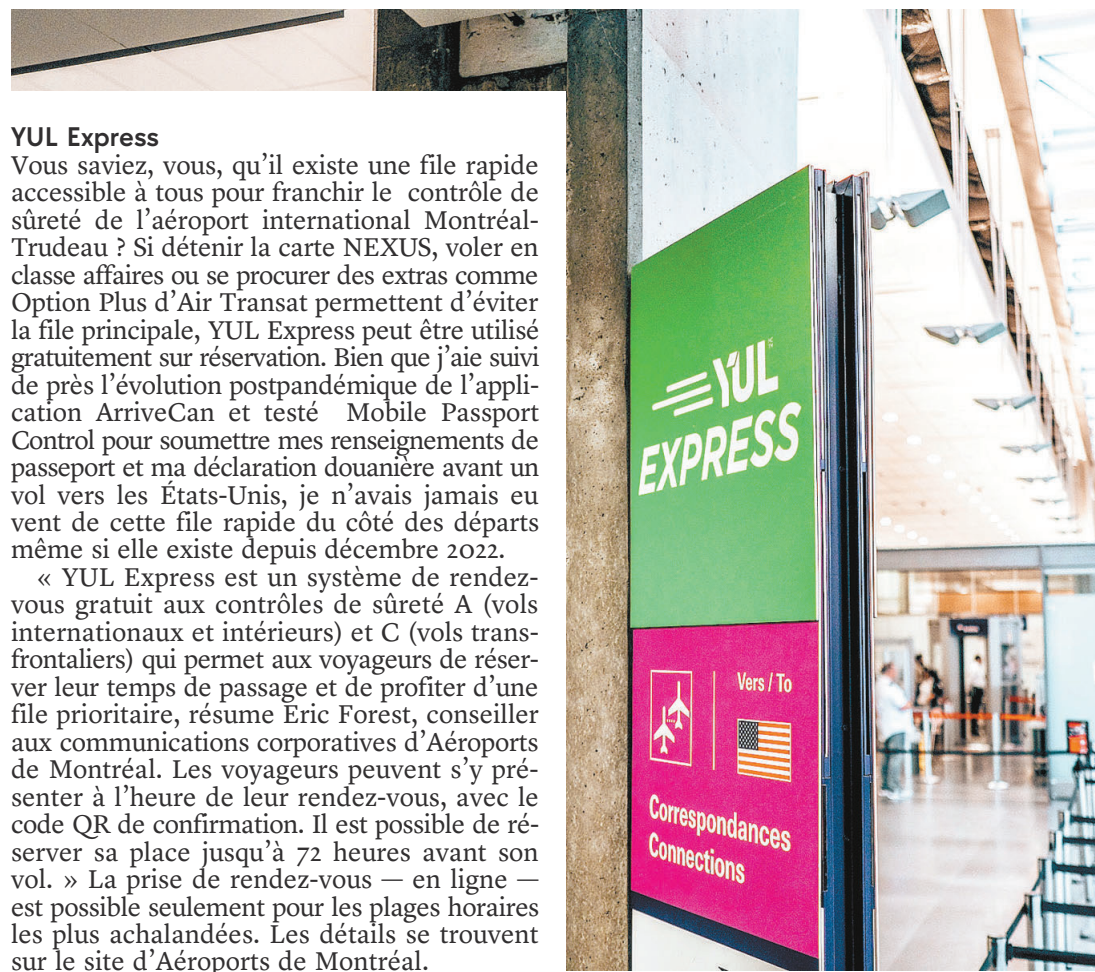 YUL Express
Vous saviez, vous, qu’il existe une file rapide
accessible à tous pour franchir le contrôle de
sûreté de l’aéroport international Montréal-
Trudeau ? Si détenir la carte NEXUS, voler en
classe affaires ou se procurer des extras comme
Option Plus d’Air Transat permettent d’éviter
la file principale, YUL Express peut être utilisé
gratuitement sur réservation. Bien que j’aie suivi
de près l’évolution postpandémique de l’appli-
cation ArriveCan et testé Mobile Passport
Control pour soumettre mes renseignements de
passeport et ma déclaration douanière avant un
vol vers les États-Unis, je n’avais jamais eu
vent de cette file rapide du côté des départs
même si elle existe depuis décembre 2022.
« YUL Express est un système de rendez-
vous gratuit aux contrôles de sûreté A (vols
internationaux et intérieurs) et C (vols trans-
frontaliers) qui permet aux voyageurs de réser-
ver leur temps de passage et de profiter d’une
file prioritaire, résume Eric Forest, conseiller
aux communications corporatives d’Aéroports
de Montréal. Les voyageurs peuvent s’y pré-
senter à l’heure de leur rendez-vous, avec le
code QR de confirmation. Il est possible de ré-
server sa place jusqu’à 72 heures avant son
vol. » La prise de rendez-vous — en ligne —
est possible seulement pour les plages horaires
les plus achalandées. Les détails se trouvent
sur le site d’Aéroports de Montréal.
YUL
EXPRESS
Vers / To
Correspondances
Connections